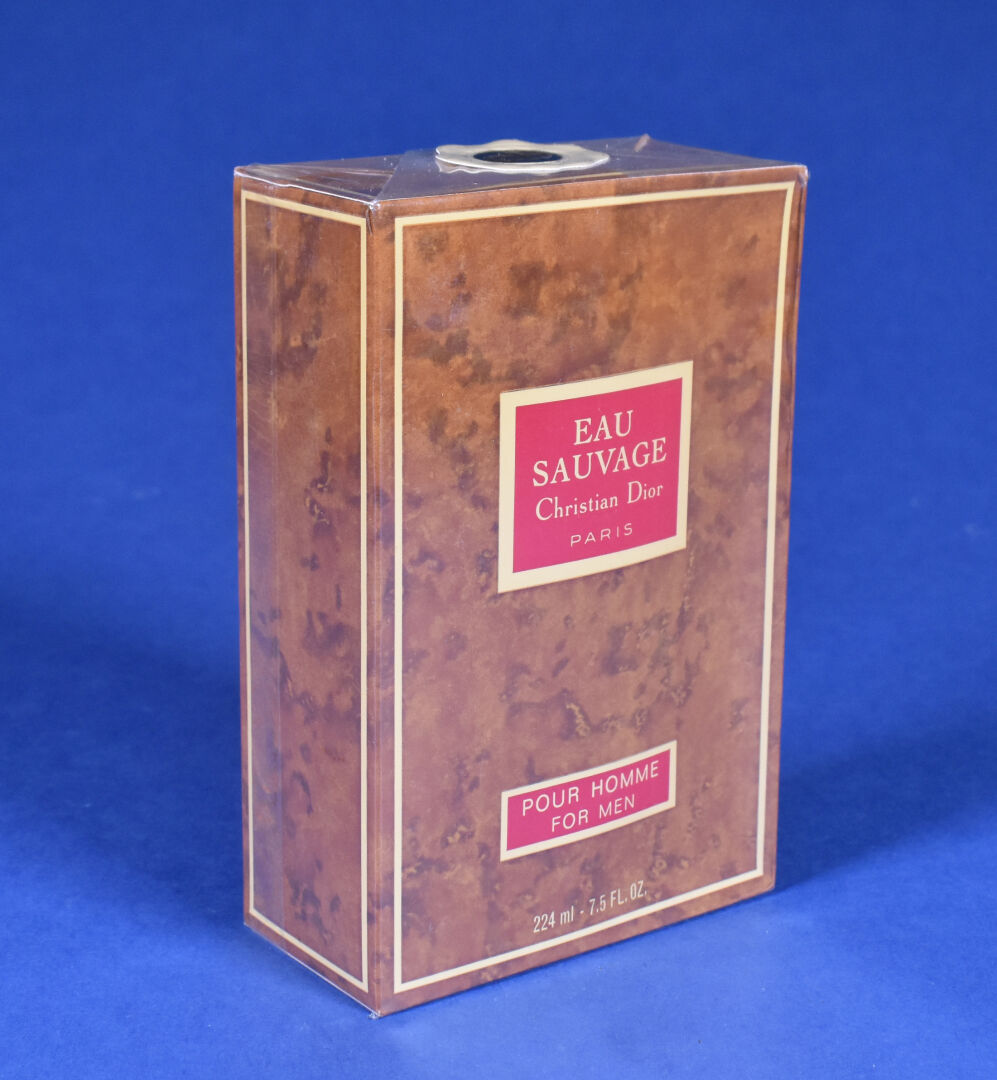 EAU
SAUVAGE
Christian Dior
PARIS
POUR HOMME
FOR MEN
224 ml - 7.5 FL. OZ.